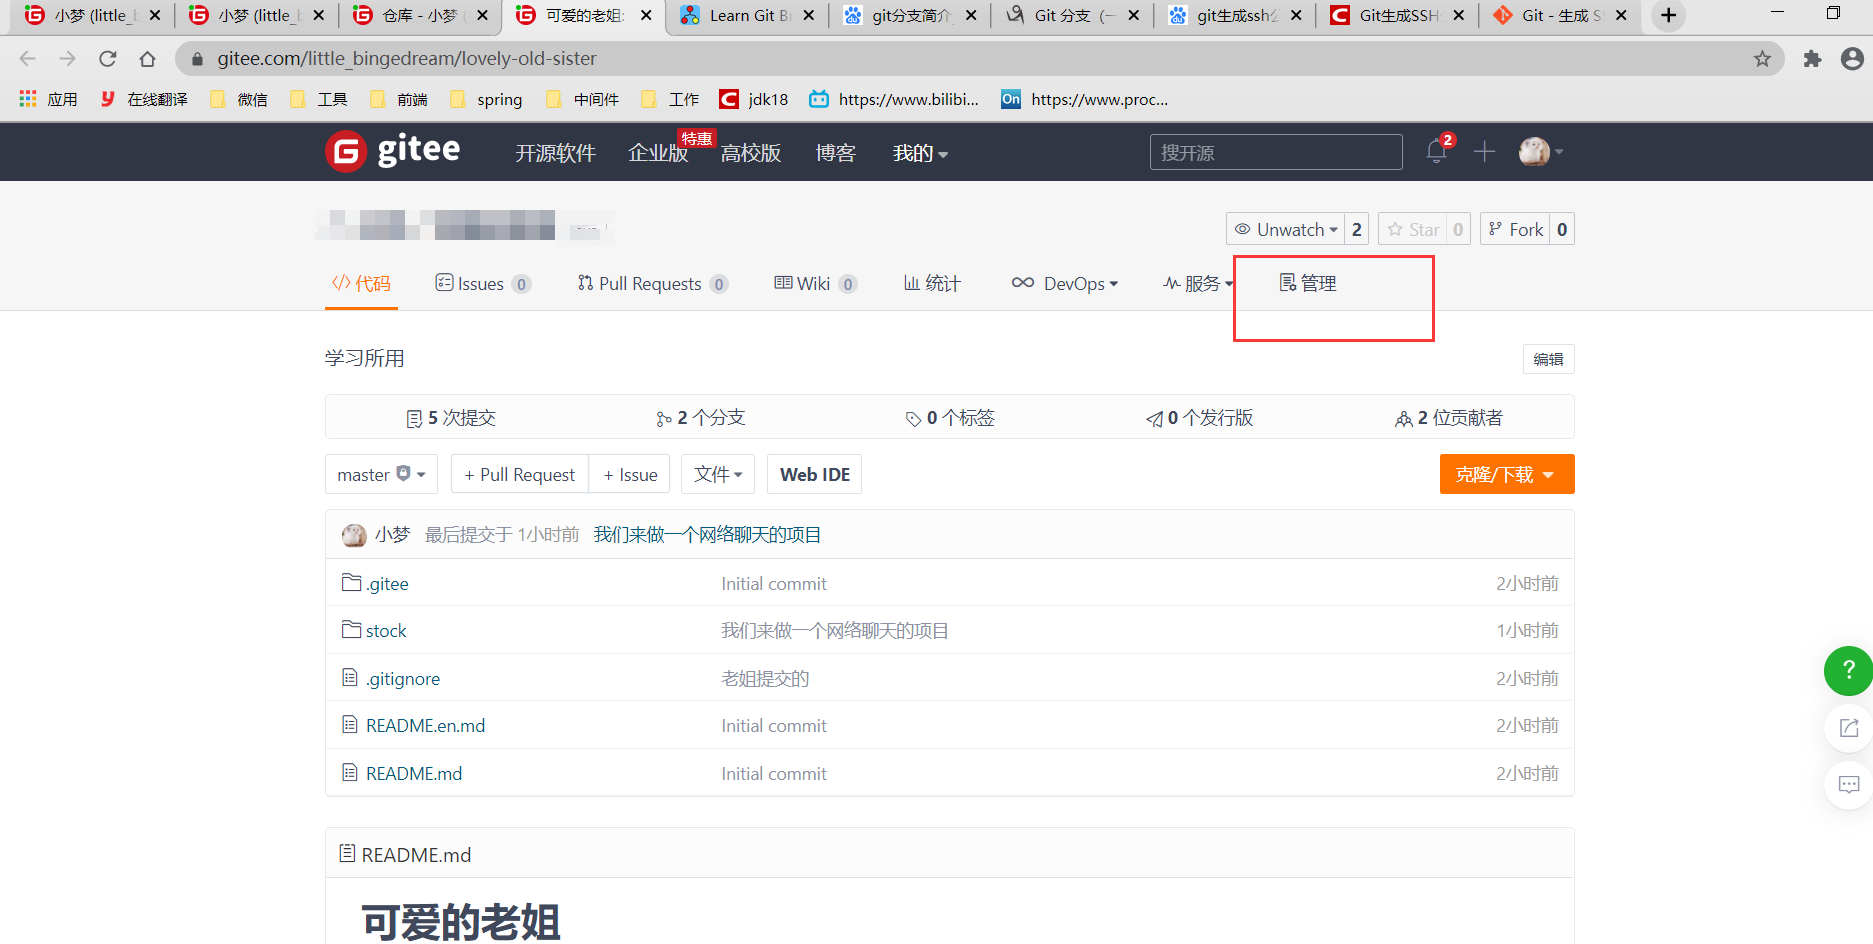 小梦 (little_
小梦 (little_
仓库 - 小梦
可爱的老姐:
Learn Git B
git分支简介
Git 分支 (一
git生成ssh
Git生成SSH
Git - 生成 S
gitee.com/little_bingedream/lovely-old-sister
应用
在线翻译
微信
工具
前端
spring
中间件
工作
jdk18
https://www.bilibi...
On
https://www.proc...
gitee
开源软件
企业版
特惠
高校版
博客
我的
搜开源
2
Unwatch 2
Star 0
Fork 0
代码
Issues 0
Pull Requests 0
Wiki 0
统计
DevOps
服务
管理
学习所用
编辑
5 次提交
2 个分支
0 个标签
0 个发行版
2 位贡献者
master
+ Pull Request
+ Issue
文件
Web IDE
克隆/下载
小梦 最后提交于 1小时前 我们来做一个网络聊天的项目
.gitee Initial commit 2小时前
stock 我们来做一个网络聊天的项目 1小时前
.gitignore 老姐提交的 2小时前
README.en.md Initial commit 2小时前
README.md Initial commit 2小时前
?
README.md
可爱的老姐